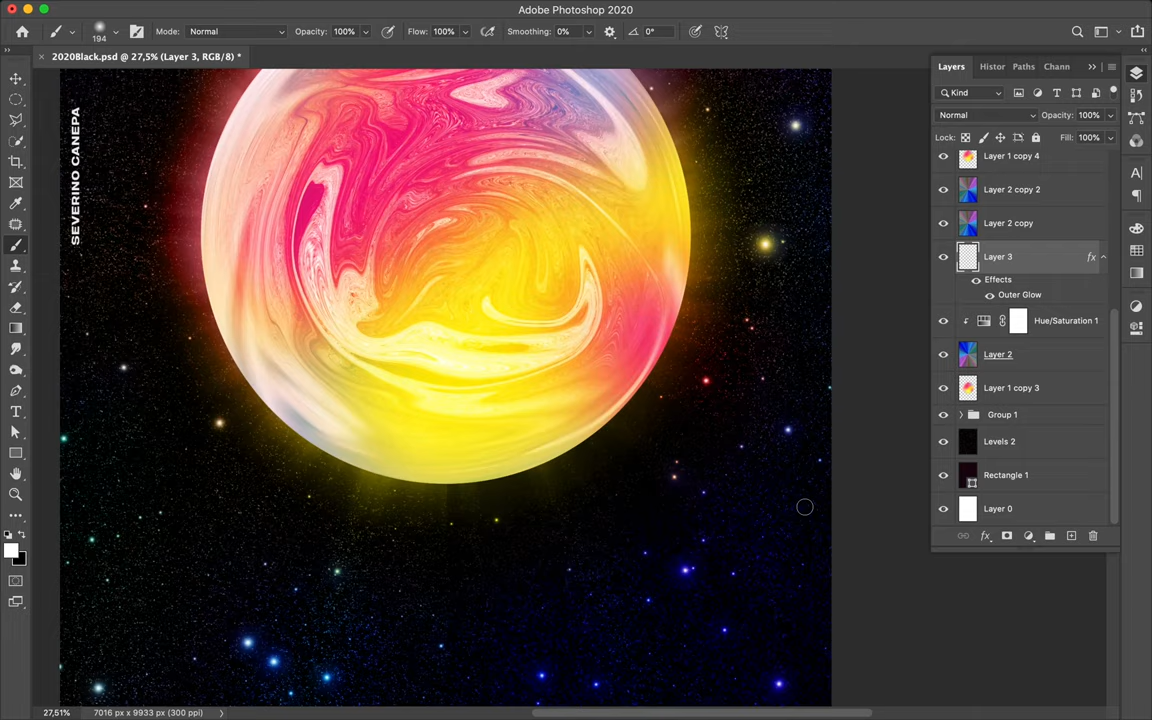 Adobe Photoshop 2020
194
Mode: Normal
Opacity: 100%
Flow: 100%
Smoothing: 0%
0°
2020Black.psd @ 27,5% (Layer 3, RGB/8) *
SEVERINO CANEPA
Layers
Histor
Paths
Chann
Kind
Normal
Opacity: 100%
Lock:
Fill: 100%
Layer 1 copy 4
Layer 2 copy 2
Layer 2 copy
Layer 3
fx
Effects
Outer Glow
Hue/Saturation 1
Layer 2
Layer 1 copy 3
Group 1
Levels 2
Rectangle 1
Layer 0
fx
27,51%
7016 px x 9933 px (300 ppi)